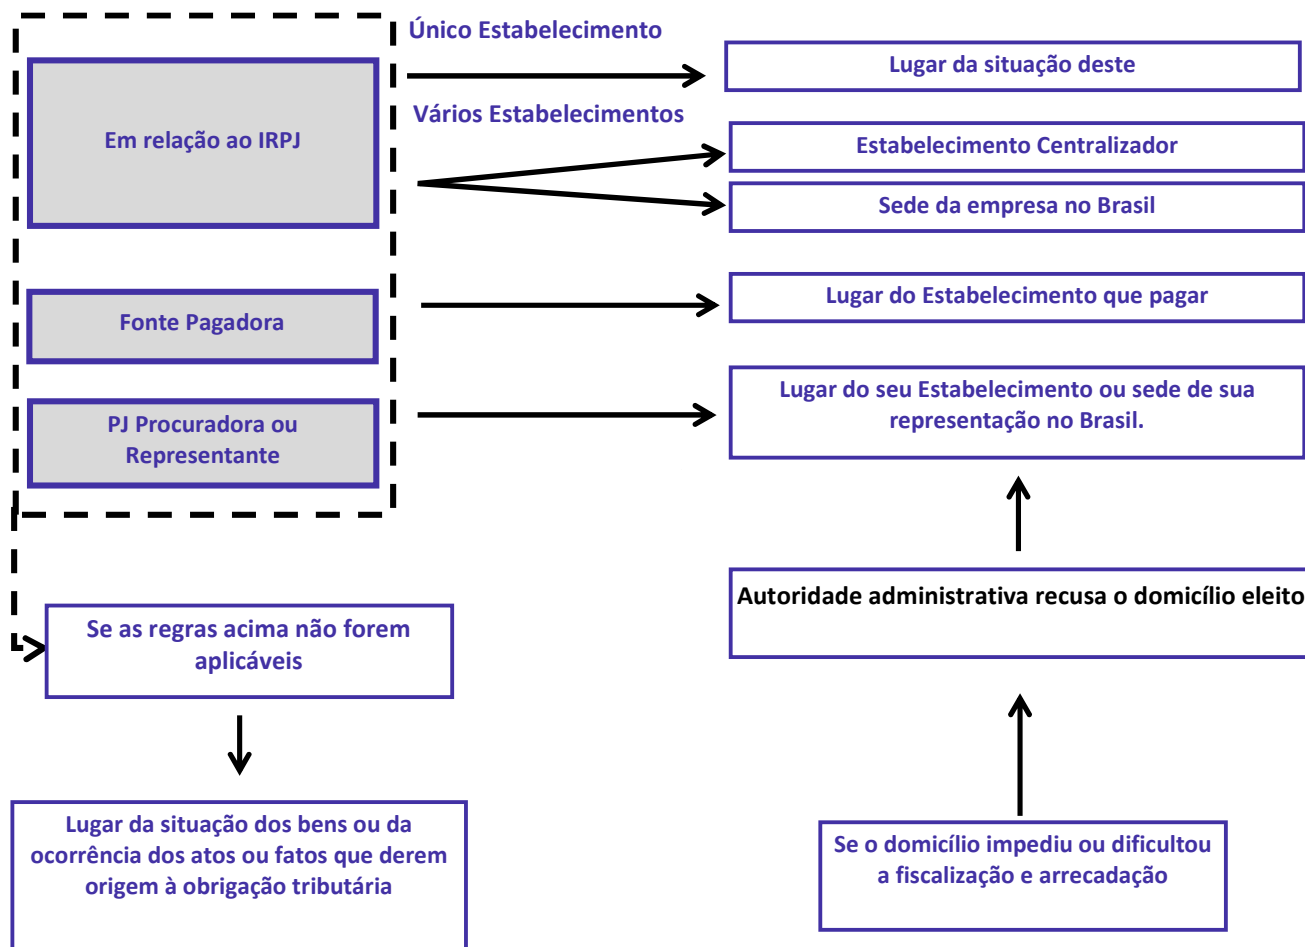 Único Estabelecimento
Lugar da situação deste
Em relação ao IRPJ
Vários Estabelecimentos
Estabelecimento Centralizador
Sede da empresa no Brasil
Fonte Pagadora
Lugar do Estabelecimento que pagar
PJ Procuradora ou
Representante
Lugar do seu Estabelecimento ou sede de sua
representação no Brasil.
Autoridade administrativa recusa o domicílio eleito
Se as regras acima não forem
aplicáveis
Lugar da situação dos bens ou da
ocorrência dos atos ou fatos que derem
origem à obrigação tributária
Se o domicílio impediu ou dificultou
a fiscalização e arrecadação